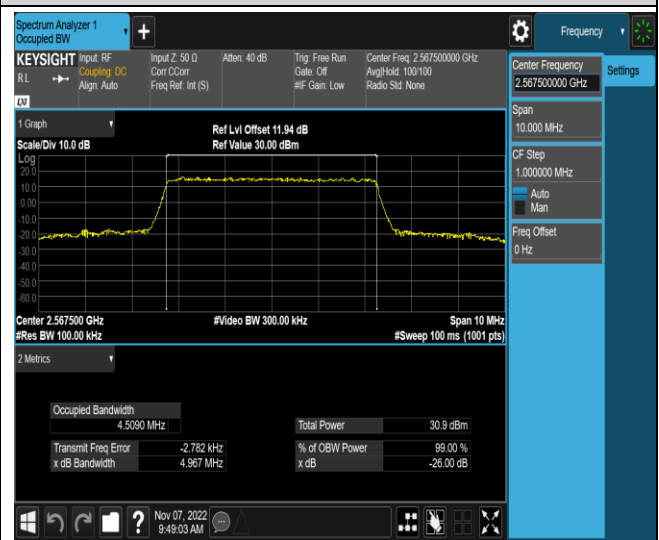 Spectrum Analyzer 1
Occupied BW
+
Frequency
KEYSIGHT
RL
LXI
Input: RF
Coupling: DC
Align: Auto
Input Z: 50 Ω
Corr CCorr
Freq Ref: Int (S)
Atten: 40 dB
Trig: Free Run
Gate: Off
#IF Gain: Low
Center Freq: 2.567500000 GHz
Avg|Hold: 100/100
Radio Std: None
Center Frequency
2.567500000 GHz
Settings
Span
10.000 MHz
CF Step
1.000000 MHz
Auto
Man
Freq Offset
0 Hz
1 Graph
Scale/Div 10.0 dB
Ref Lvl Offset 11.94 dB
Ref Value 30.00 dBm
Log
20.0
10.0
0.00
-10.0
-20.0
-30.0
-40.0
-50.0
-60.0
Center 2.567500 GHz
#Video BW 300.00 kHz
Span 10 MHz
#Res BW 100.00 kHz
#Sweep 100 ms (1001 pts)
2 Metrics
Occupied Bandwidth
4.5090 MHz
Total Power 30.9 dBm
Transmit Freq Error -2.782 kHz
% of OBW Power 99.00 %
x dB Bandwidth 4.967 MHz
x dB -26.00 dB
?
Nov 07, 2022
9:49:03 AM